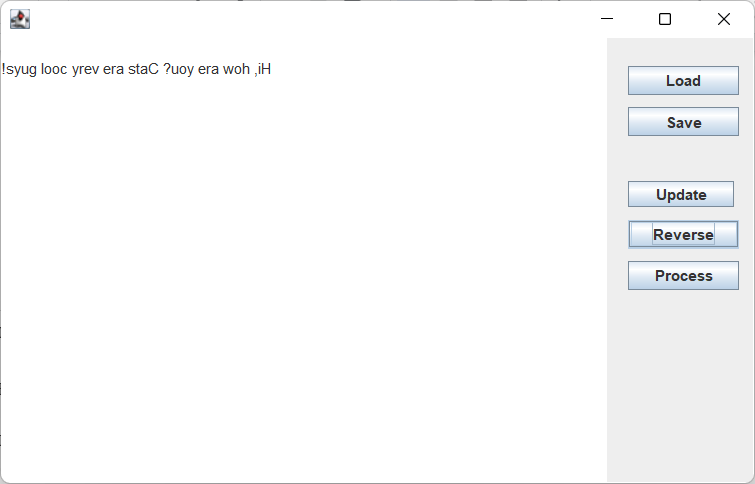 !syug looc yrev era staC ?uoy era woh ,iH
Load
Save
Update
Reverse
Process